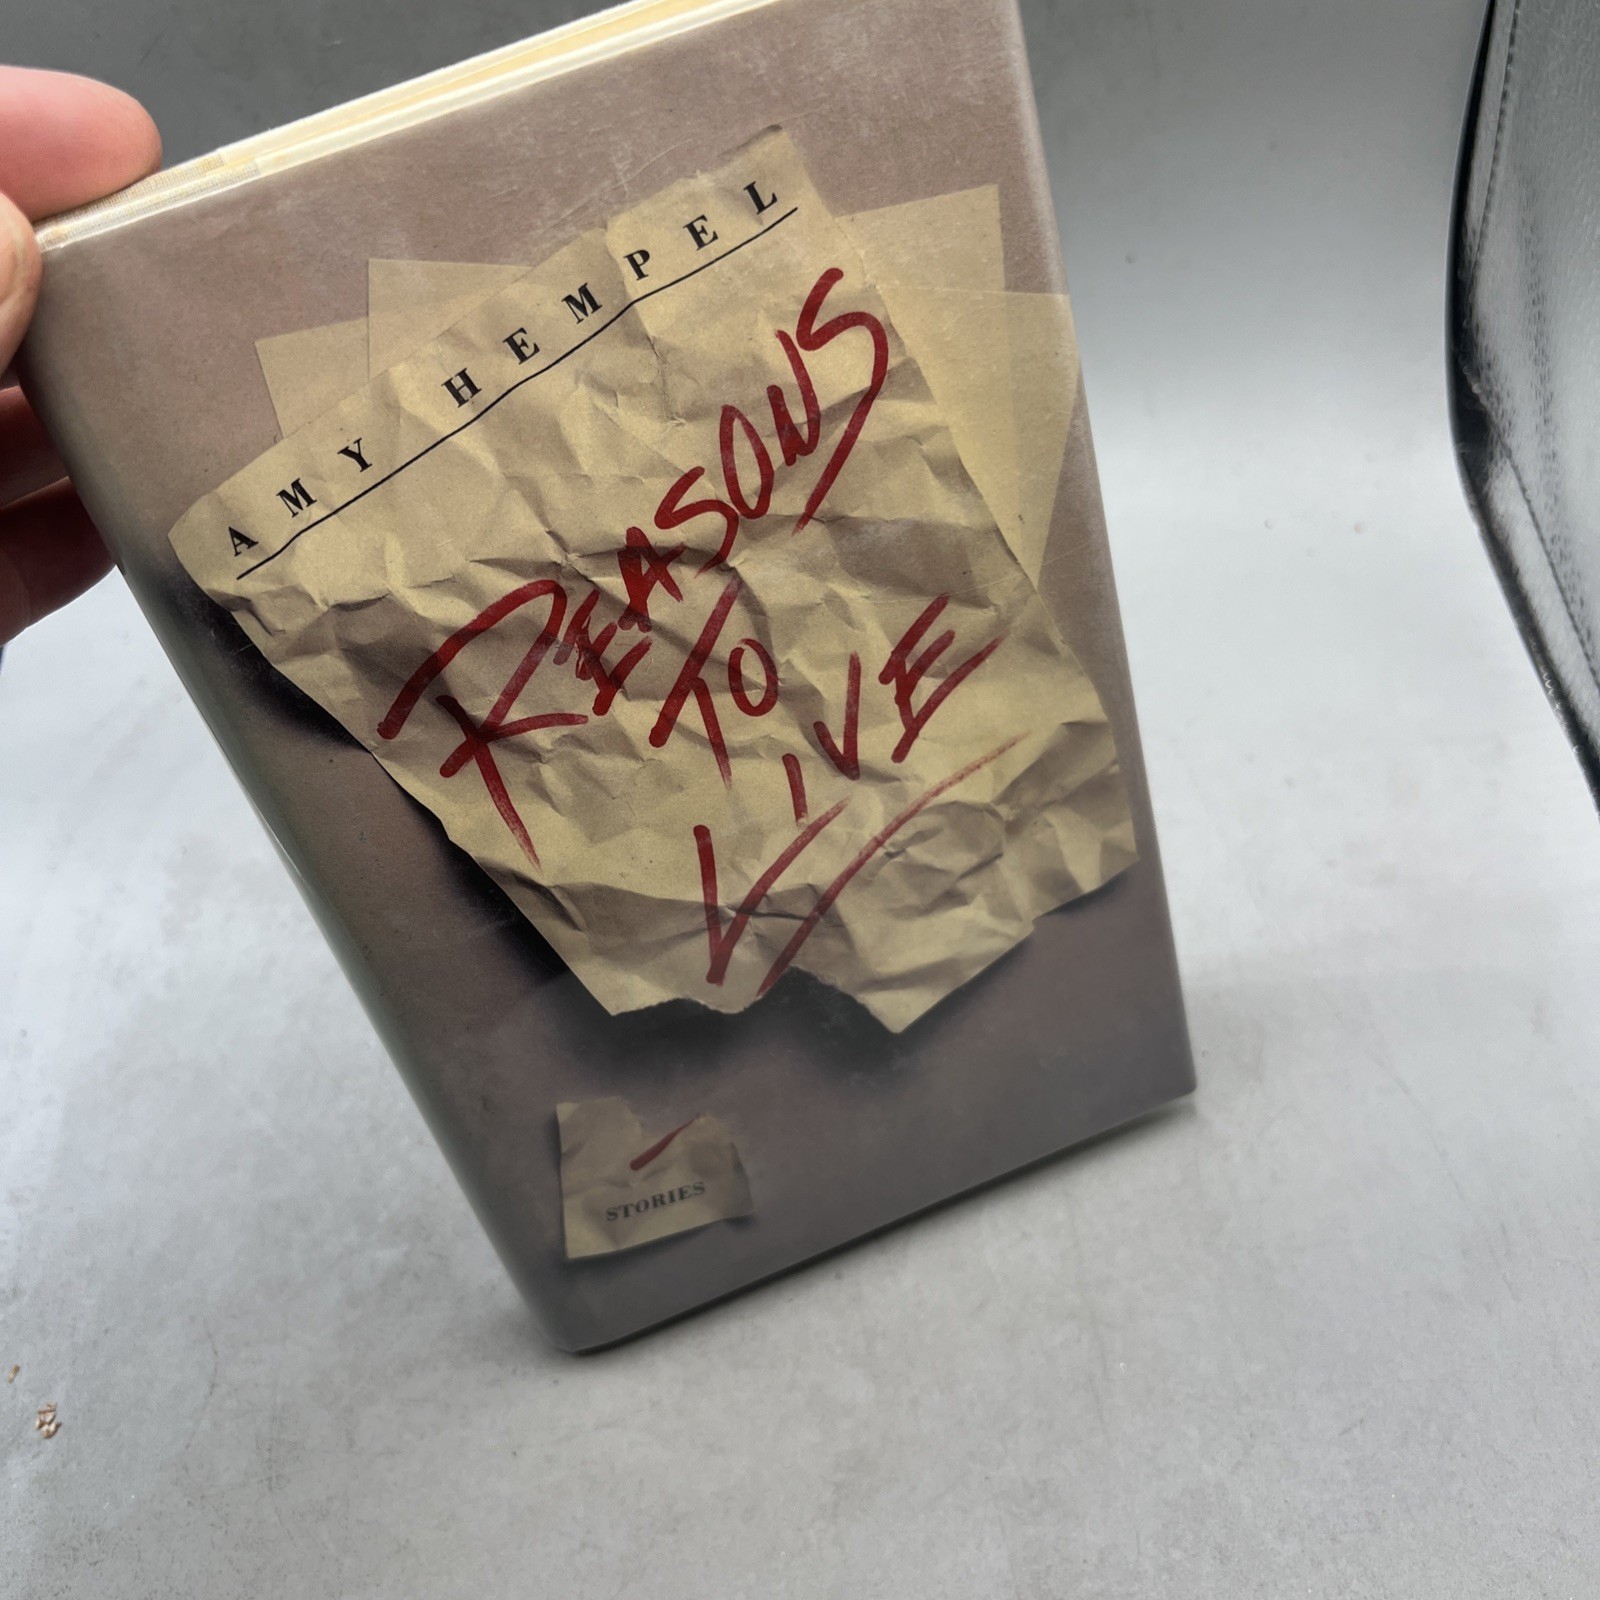 AMY HEMPEL
REASONS
TO
LIVE
STORIES